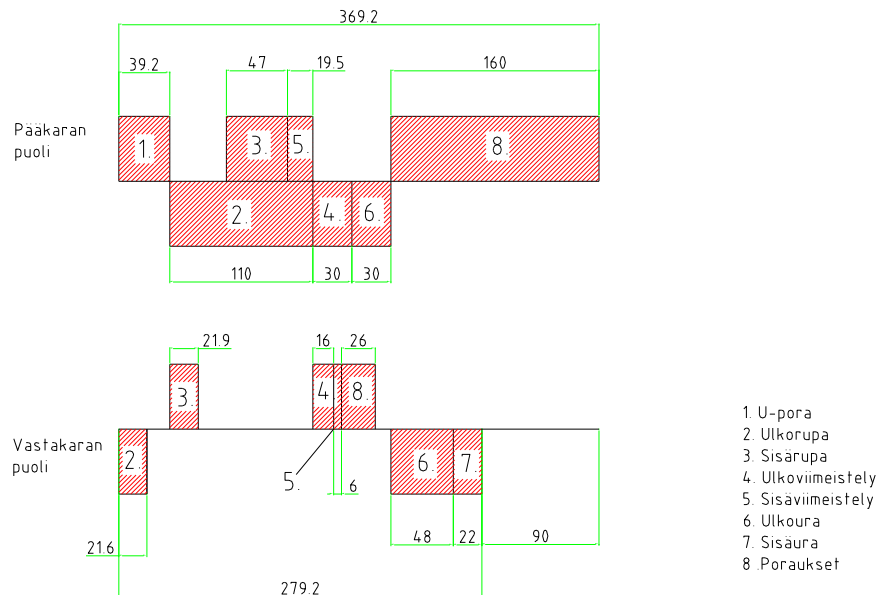 369.2
39.2 47 19.5 160
Pääkaran
puoli
1. 3. 5. 8.
2. 4. 6.
110 30 30
21.9 16 26
3. 4. 8.
Vastakaran
puoli
2. 6. 7.
5. 6
21.6 48 22 90
279.2
1. U-pora
2. Ulkorupa
3. Sisärupa
4. Ulkoviimeistely
5. Sisäviimeistely
6. Ulkoura
7. Sisäura
8 .Poraukset